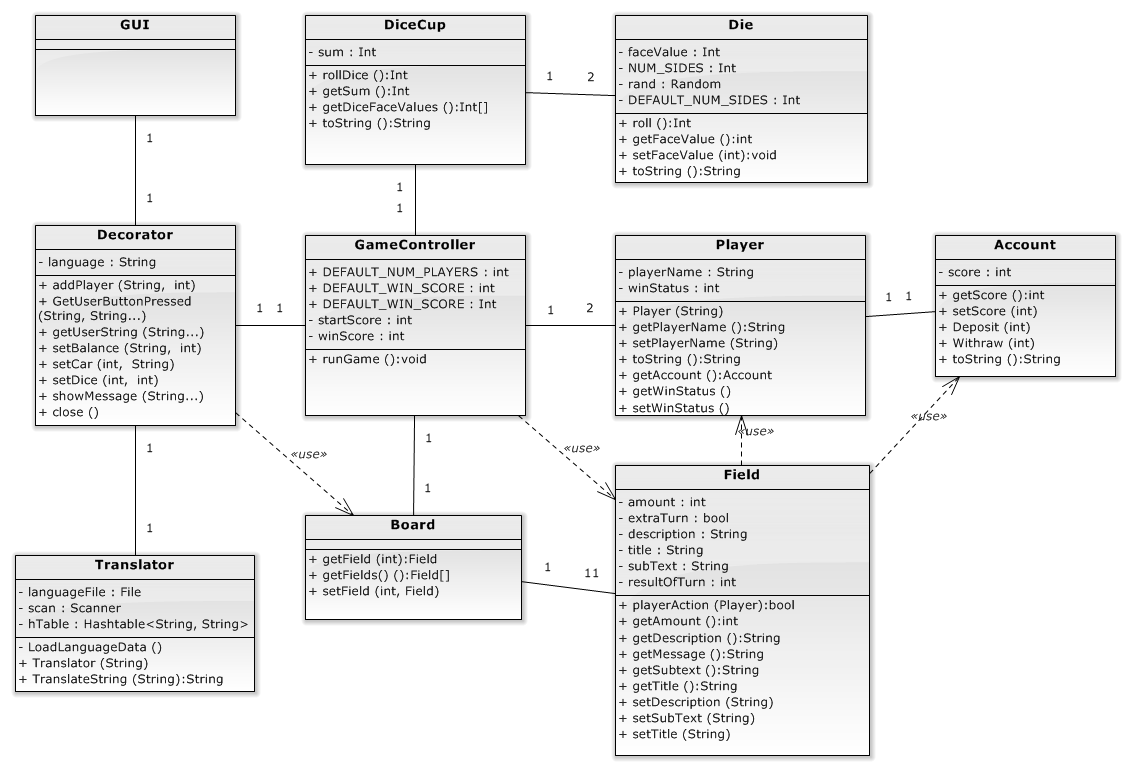 GUI
1
1
DiceCup
- sum : Int
+ rollDice ():Int
+ getSum ():Int
+ getDiceFaceValues ():Int[]
+ toString ():String
1
2
Die
- faceValue : Int
- NUM_SIDES : Int
- rand : Random
- DEFAULT_NUM_SIDES : Int
+ roll ():Int
+ getFaceValue ():int
+ setFaceValue (int):void
+ toString ():String
1
1
Decorator
- language : String
+ addPlayer (String,  int)
+ GetUserButtonPressed
(String, String...)
+ getUserString (String...)
+ setBalance (String,  int)
+ setCar (int,  String)
+ setDice (int,  int)
+ showMessage (String...)
+ close ()
1
1
GameController
+ DEFAULT_NUM_PLAYERS : int
+ DEFAULT_WIN_SCORE : int
+ DEFAULT_WIN_SCORE : Int
- startScore : int
- winScore : int
+ runGame ():void
1
2
Player
- playerName : String
- winStatus : int
+ Player (String)
+ getPlayerName ():String
+ setPlayerName (String)
+ toString ():String
+ getAccount ():Account
+ getWinStatus ()
+ setWinStatus ()
1
1
Account
- score : int
+ getScore ():int
+ setScore (int)
+ Deposit (int)
+ Withraw (int)
+ toString ():String
«use»
«use»
«use»
«use»
1
1
1
1
Translator
- languageFile : File
- scan : Scanner
- hTable : Hashtable<String, String>
- LoadLanguageData ()
+ Translator (String)
+ TranslateString (String):String
Board
+ getField (int):Field
+ getFields() ():Field[]
+ setField (int, Field)
1
11
Field
- amount : int
- extraTurn : bool
- description : String
- title : String
- subText : String
- resultOfTurn : int
+ playerAction (Player):bool
+ getAmount ():int
+ getDescription ():String
+ getMessage ():String
+ getSubtext ():String
+ getTitle ():String
+ setDescription (String)
+ setSubText (String)
+ setTitle (String)